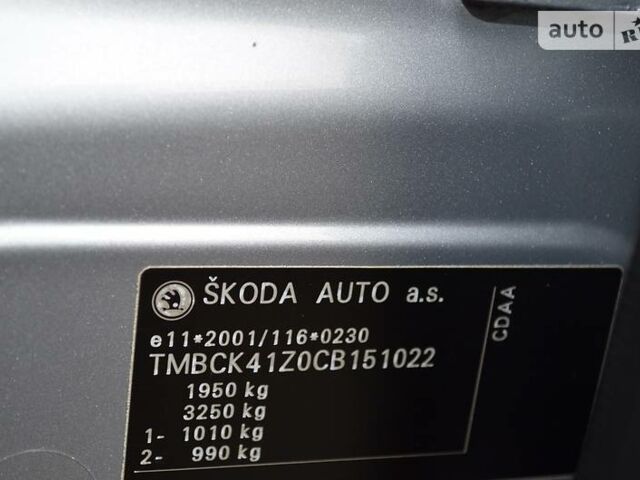 auto
ŠKODA AUTO a.s.
e11*2001/116*0230
TMBCK41Z0CB151022
1950 kg
3250 kg
1- 1010 kg
2- 990 kg
CDAA